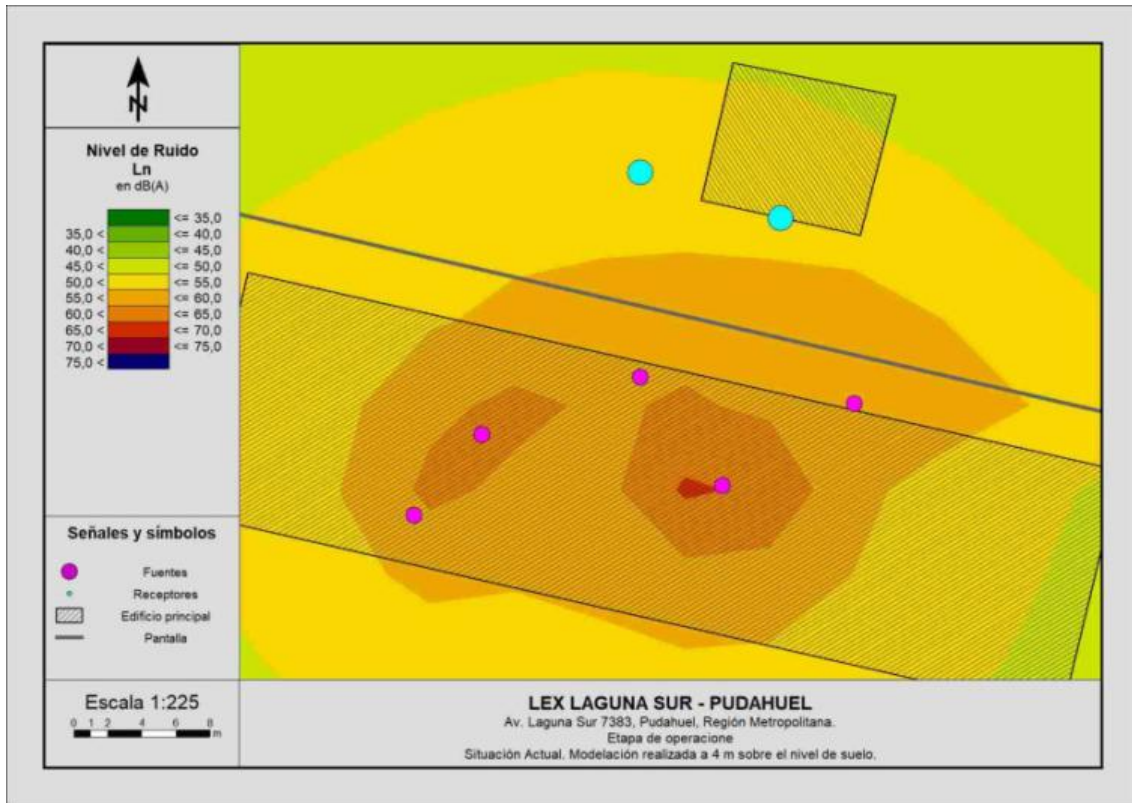 N
Nivel de Ruido
Ln
en dB(A)
<= 35,0
35,0 < <= 40,0
40,0 < <= 45,0
45,0 < <= 50,0
50,0 < <= 55,0
55,0 < <= 60,0
60,0 < <= 65,0
65,0 < <= 70,0
70,0 < <= 75,0
75,0 <
Señales y símbolos
Fuentes
Receptores
Edificio principal
Pantalla
Escala 1:225
0 1 2 4 6 8
m
LEX LAGUNA SUR - PUDAHUEL
Av. Laguna Sur 7383, Pudahuel, Región Metropolitana.
Etapa de operacione
Situación Actual. Modelación realizada a 4 m sobre el nivel de suelo.